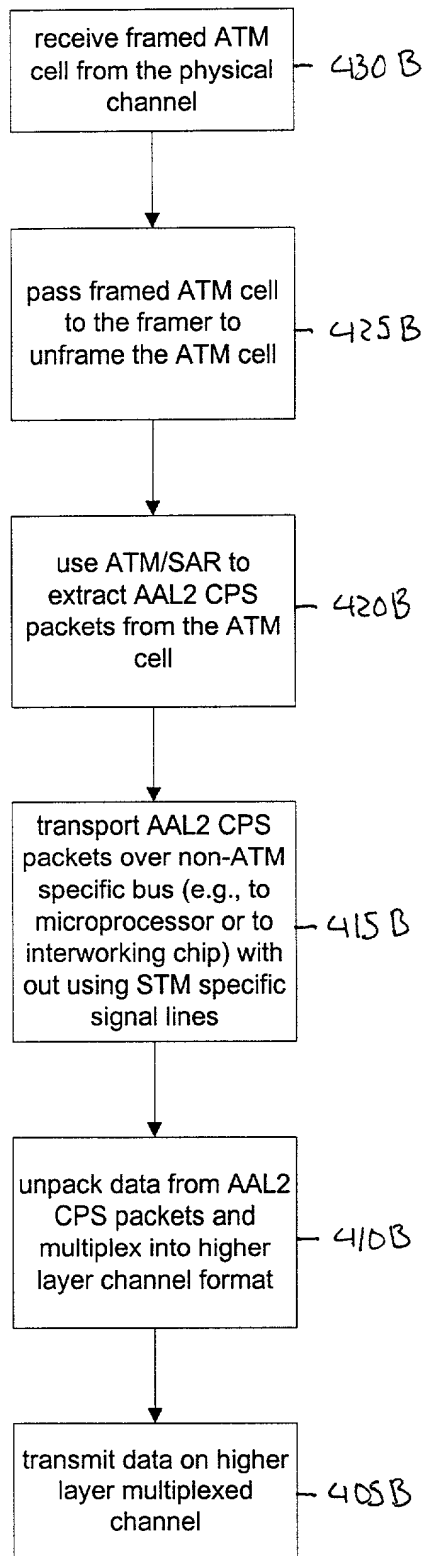 receive framed ATM
cell from the physical
channel
430B
pass framed ATM cell
to the framer to
unframe the ATM cell
425B
use ATM/SAR to
extract AAL2 CPS
packets from the ATM
cell
420B
transport AAL2 CPS
packets over non-ATM
specific bus (e.g., to
microprocessor or to
interworking chip) with
out using STM specific
signal lines
415B
unpack data from AAL2
CPS packets and
multiplex into higher
layer channel format
410B
transmit data on higher
layer multiplexed
channel
405B